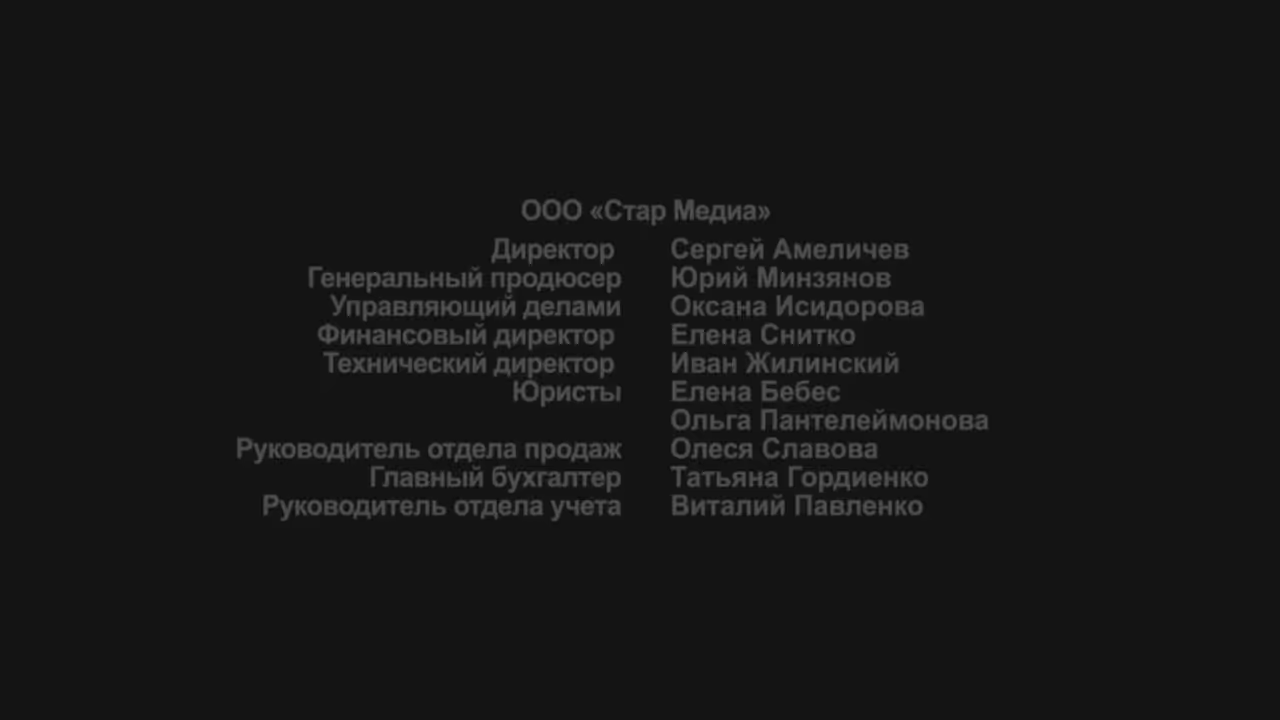 ООО «Стар Медиа»
Директор Сергей Амеличев
Генеральный продюсер Юрий Минзянов
Управляющий делами Оксана Исидорова
Финансовый директор Елена Снитко
Технический директор Иван Жилинский
Юристы Елена Бебес
Ольга Пантелеймонова
Руководитель отдела продаж Олеся Славова
Главный бухгалтер Татьяна Гордиенко
Руководитель отдела учета Виталий Павленко